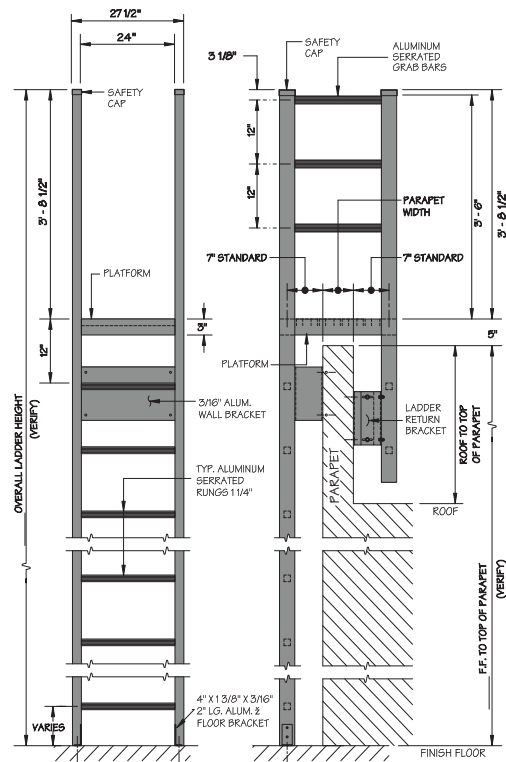 27 1/2"
24"
SAFETY
CAP
3'- 8 1/2"
PLATFORM
3"
12"
3/16" ALUM.
WALL BRACKET
OVERALL LADDER HEIGHT
(VERIFY)
TYP. ALUMINUM
SERRATED
RUNGS 1 1/4"
4" X 1 3/8" X 3/16"
2" LG. ALUM. ∠
FLOOR BRACKET
VARIES
3 1/8"
SAFETY
CAP
ALUMINUM
SERRATED
GRAB BARS
12"
12"
PARAPET
WIDTH
7" STANDARD
7" STANDARD
3'- 6"
3'- 8 1/2"
PLATFORM
LADDER
RETURN
BRACKET
PARAPET
ROOF TO TOP
OF PARAPET
ROOF
F.F. TO TOP OF PARAPET
(VERIFY)
FINISH FLOOR